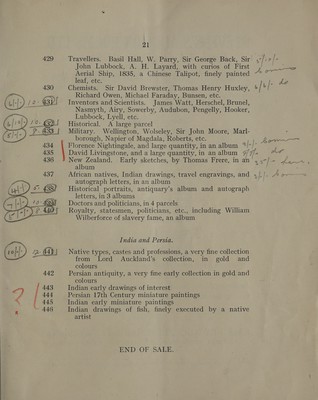 21
429 Travellers. Basil Hall, W. Parry, Sir George Back, Sir
John Lubbock, A. H. Layard, with curios of First
Aerial Ship, 1835, a Chinese Talipot, finely painted
leaf, etc.
430 Chemists. Sir David Brewster, Thomas Henry Huxley,
Richard Owen, Michael Faraday, Bunsen, etc.
431 Inventors and Scientists. James Watt, Herschel, Brunel,
Nasmyth, Airy, Sowerby, Audubon, Pengelly, Hooker,
Lubbock, Lyell, etc.
432 Historical. A large parcel
433 Military. Wellington, Wolseley, Sir John Moors, Marl-
borough, Napier of Magdala, Roberts, etc.
434 Florence Nightingale, and large quantity, in an album
435 David Livingstone, and a large quantity, in an album
436 New Zealand. Early sketches, by Thomas Freer, in an
album
437 African natives, Indian drawings, travel engravings, and
autograph letters, in an album
438 Historical portraits, antiquary's album and autograph
letters, in 3 albums
439 Doctors and politicians, in 4 parcels
440 Royalty, statesmen, politicians, etc., including William
Wilberforce of slavery fame, an album
India and Persia.
441 Native types, castes and professions, a very fine collection
from Lord Auckland's collection, in gold and
colours
442 Persian antiquity, a very fine early collection in gold and
colours
443 Indian early drawings of interest
444 Persian 17th Century miniature paintings
? 445 Indian early miniature paintings
446 Indian drawings of fish, finely executed by a native
artist
END OF SALE.